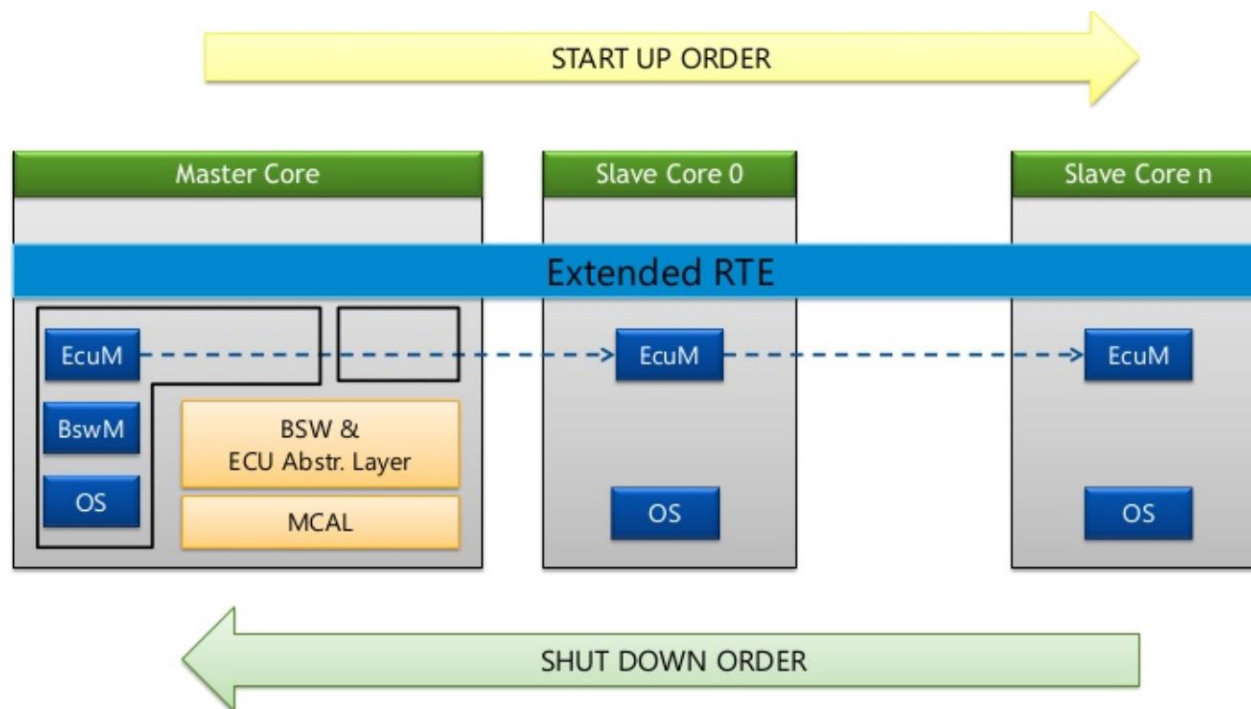 START UP ORDER
Master Core
Slave Core 0
Slave Core n
Extended RTE
EcuM
EcuM
EcuM
BswM
BSW &
ECU Abstr. Layer
OS
MCAL
OS
OS
SHUT DOWN ORDER